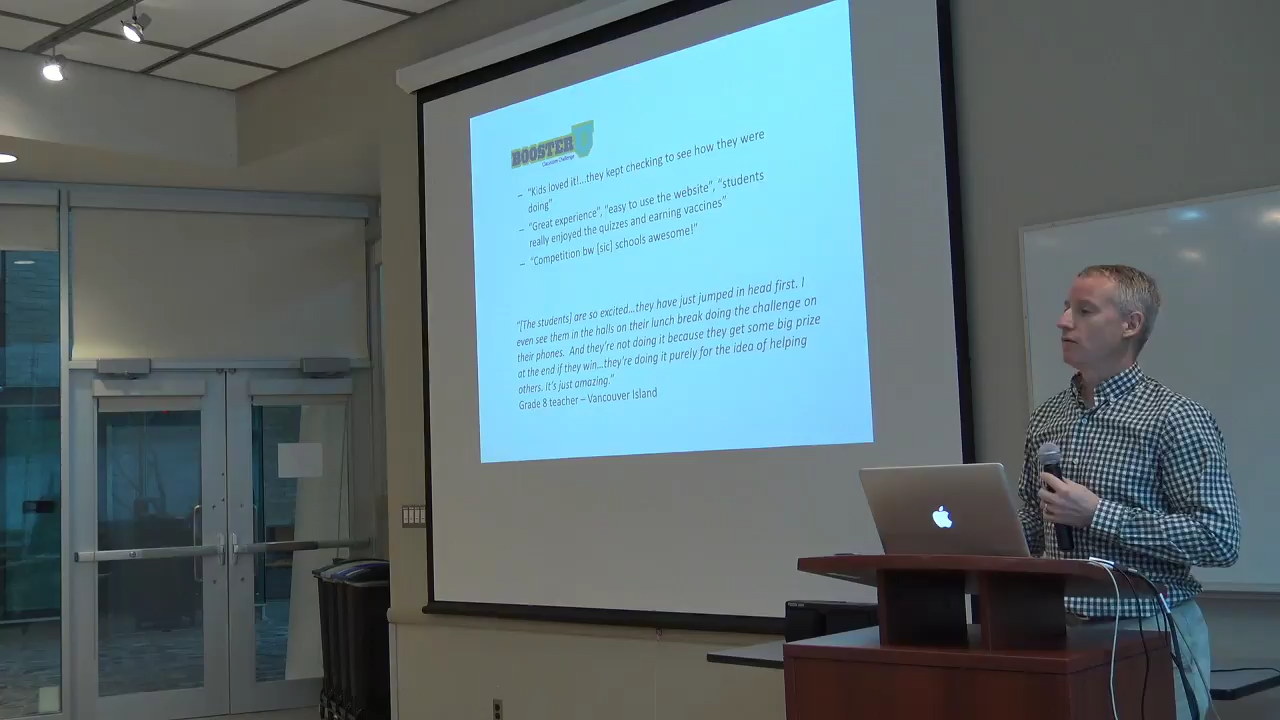 BOOSTER U
Classroom Challenge
– “Kids loved it!...they kept checking to see how they were
doing”
– “Great experience”, “easy to use the website”, “students
really enjoyed the quizzes and earning vaccines”
– “Competition bw [sic] schools awesome!”
“[The students] are so excited...they have just jumped in head first. I
even see them in the halls on their lunch break doing the challenge on
their phones. And they’re not doing it because they get some big prize
at the end if they win...they’re doing it purely for the idea of helping
others. It’s just amazing.”
Grade 8 teacher – Vancouver Island